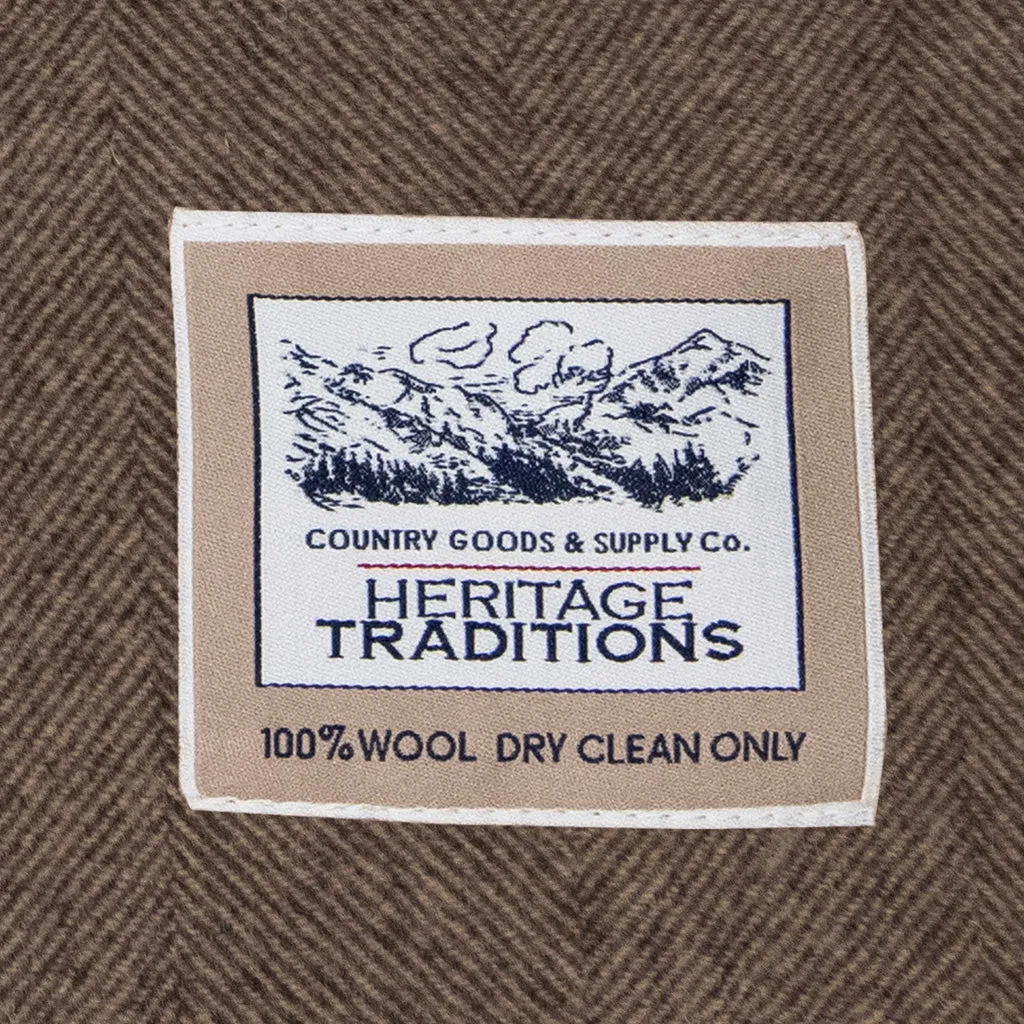 COUNTRY GOODS & SUPPLY Co.
HERITAGE
TRADITIONS
100% WOOL DRY CLEAN ONLY